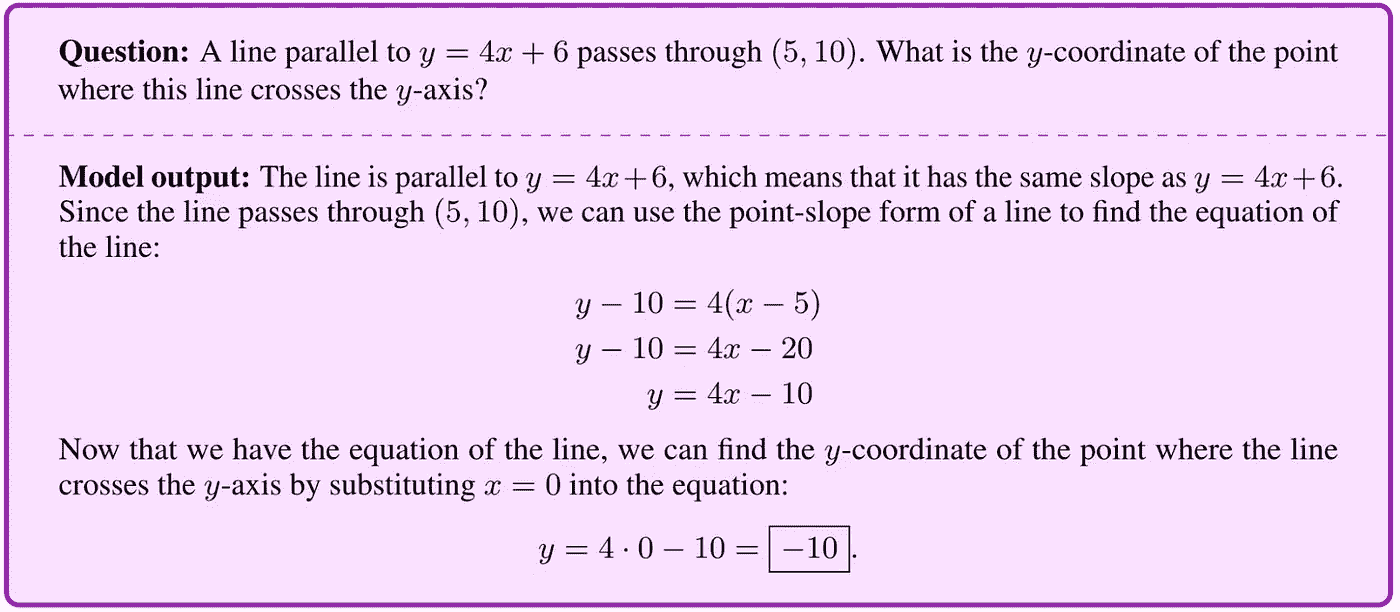 Question: A line parallel to y = 4x + 6 passes through (5, 10). What is the y-coordinate of the point
where this line crosses the y-axis?
Model output: The line is parallel to y = 4x + 6, which means that it has the same slope as y = 4x + 6.
Since the line passes through (5, 10), we can use the point-slope form of a line to find the equation of
the line:
y − 10 = 4(x − 5)
y − 10 = 4x − 20
y = 4x − 10
Now that we have the equation of the line, we can find the y-coordinate of the point where the line
crosses the y-axis by substituting x = 0 into the equation:
y = 4 · 0 − 10 = −10.